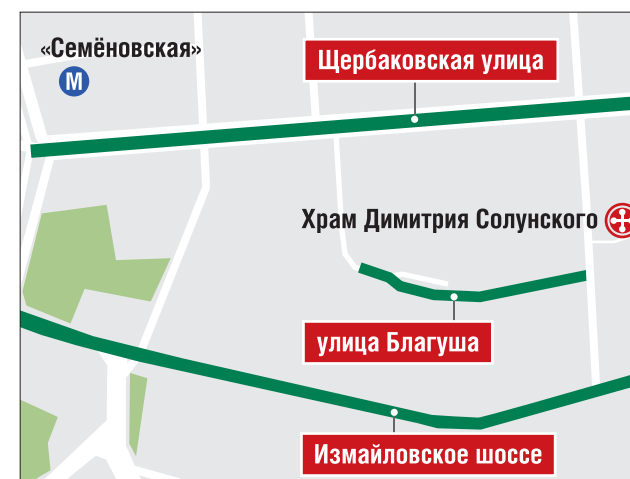 «Семёновская»
М
Щербаковская улица
Храм Димитрия Солунского
улица Благуша
Измайловское шоссе